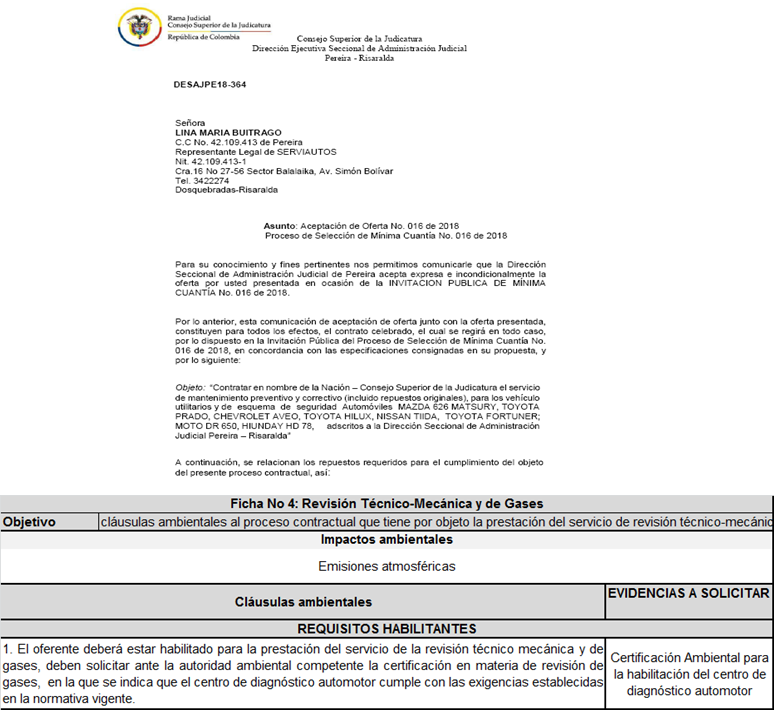 Rama Judicial
Consejo Superior de la Judicatura
República de Colombia
Consejo Superior de la Judicatura
Dirección Ejecutiva Seccional de Administración Judicial
Pereira - Risaralda
DESAJPE18-364
Señora
LINA MARIA BUITRAGO
C.C No. 42.109.413 de Pereira
Representante Legal de SERVIAUTOS
Nit. 42.109.413-1
Cra.16 No 27-56 Sector Balalaika, Av. Simón Bolívar
Tel. 3422274
Dosquebradas-Risaralda
Asunto: Aceptación de Oferta No. 016 de 2018
Proceso de Selección de Mínima Cuantía No. 016 de 2018
Para su conocimiento y fines pertinentes nos permitimos comunicarle que la Dirección
Seccional de Administración Judicial de Pereira acepta expresa e incondicionalmente la
oferta por usted presentada en ocasión de la INVITACION PUBLICA DE MÍNIMA
CUANTÍA No. 016 de 2018.
Por lo anterior, esta comunicación de aceptación de oferta junto con la oferta presentada,
constituyen para todos los efectos, el contrato celebrado, el cual se regirá en todo caso,
por lo dispuesto en la Invitación Pública del Proceso de Selección de Mínima Cuantía No.
016 de 2018, en concordancia con las especificaciones consignadas en su propuesta, y
por lo siguiente:
Objeto: "Contratar en nombre de la Nación – Consejo Superior de la Judicatura el servicio
de mantenimiento preventivo y correctivo (incluido repuestos originales), para los vehículo
utilitarios y de esquema de seguridad Automóviles MAZDA 626 MATSURY, TOYOTA
PRADO, CHEVROLET AVEO, TOYOTA HILUX, NISSAN TIIDA, TOYOTA FORTUNER;
MOTO DR 650, HIUNDAY HD 78, adscritos a la Dirección Seccional de Administración
Judicial Pereira – Risaralda"
A continuación, se relacionan los repuestos requeridos para el cumplimiento del objeto
del presente proceso contractual, así:
Ficha No 4: Revisión Técnico-Mecánica y de Gases
Objetivo cláusulas ambientales al proceso contractual que tiene por objeto la prestación del servicio de revisión técnico-mecánic
Impactos ambientales
Emisiones atmosféricas
Cláusulas ambientales
EVIDENCIAS A SOLICITAR
REQUISITOS HABILITANTES
1. El oferente deberá estar habilitado para la prestación del servicio de la revisión técnico mecánica y de
gases, deben solicitar ante la autoridad ambiental competente la certificación en materia de revisión de
gases, en la que se indica que el centro de diagnóstico automotor cumple con las exigencias establecidas
en la normativa vigente.
Certificación Ambiental para
la habilitación del centro de
diagnóstico automotor